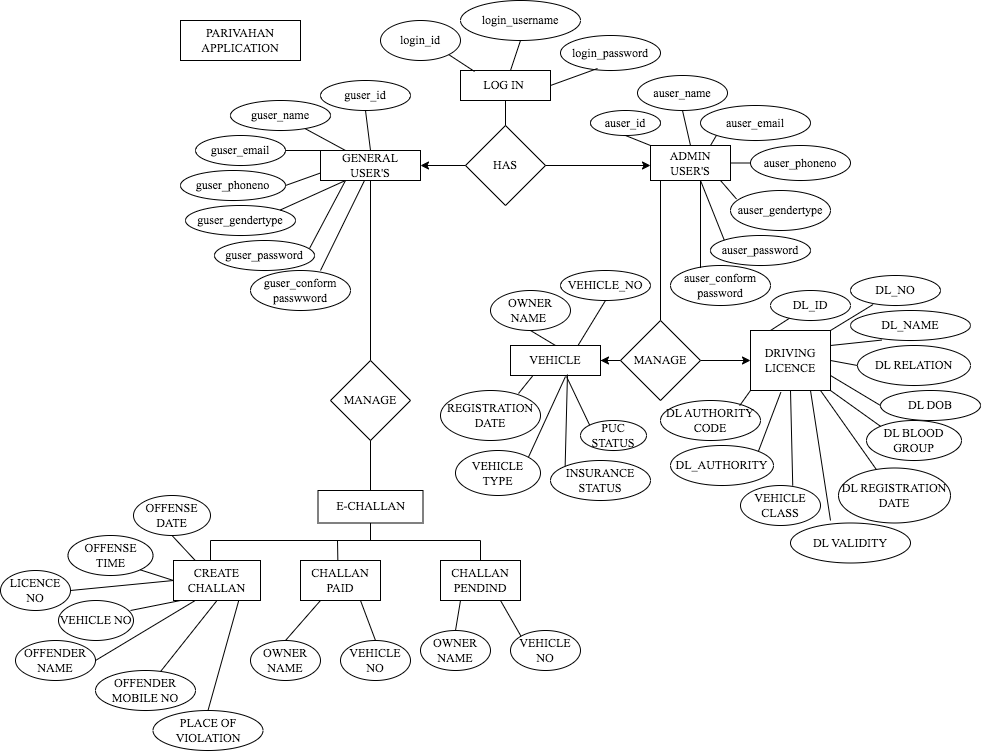 PARIVAHAN
APPLICATION
login_id
login_username
login_password
LOG IN
HAS
guser_id
guser_name
guser_email
guser_phoneno
guser_gendertype
guser_password
guser_conform
passwword
GENERAL
USER'S
auser_id
auser_name
auser_email
auser_phoneno
auser_gendertype
auser_password
auser_conform
password
ADMIN
USER'S
MANAGE
OWNER
NAME
VEHICLE_NO
VEHICLE
REGISTRATION
DATE
VEHICLE
TYPE
PUC
STATUS
INSURANCE
STATUS
MANAGE
DL_ID
DL_NO
DL_NAME
DL RELATION
DL DOB
DL BLOOD
GROUP
DL REGISTRATION
DATE
DL VALIDITY
VEHICLE
CLASS
DL_AUTHORITY
DL AUTHORITY
CODE
DRIVING
LICENCE
E-CHALLAN
OFFENSE
DATE
OFFENSE
TIME
LICENCE
NO
VEHICLE NO
OFFENDER
NAME
OFFENDER
MOBILE NO
PLACE OF
VIOLATION
CREATE
CHALLAN
CHALLAN
PAID
OWNER
NAME
VEHICLE
NO
CHALLAN
PENDIND
OWNER
NAME
VEHICLE
NO